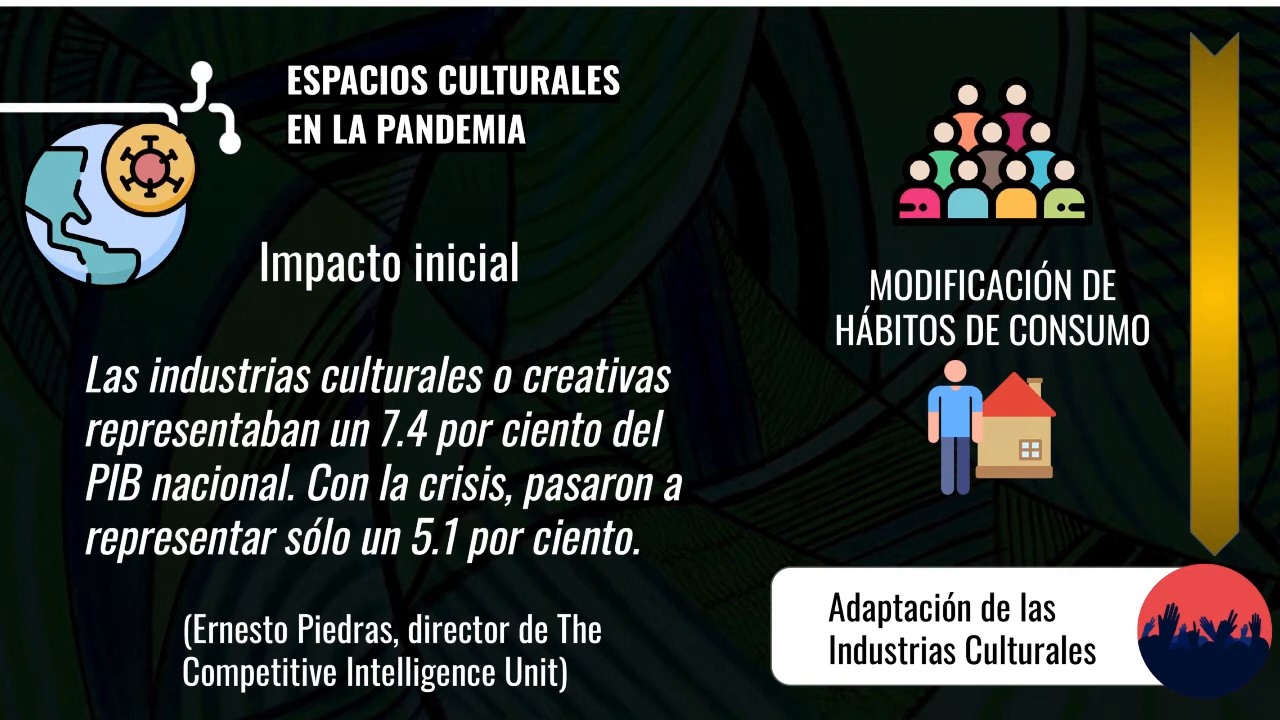 ESPACIOS CULTURALES
EN LA PANDEMIA
Impacto inicial
Las industrias culturales o creativas
representaban un 7.4 por ciento del
PIB nacional. Con la crisis, pasaron a
representar sólo un 5.1 por ciento.
(Ernesto Piedras, director de The
Competitive Intelligence Unit)
MODIFICACIÓN DE
HÁBITOS DE CONSUMO
Adaptación de las
Industrias Culturales